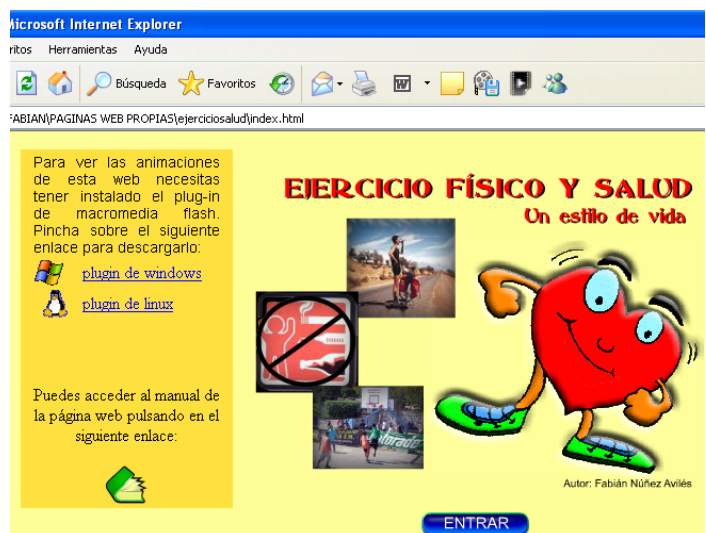 Microsoft Internet Explorer
ritos Herramientas Ayuda
Búsqueda Favoritos
FABIAN\PAGINAS WEB PROPIAS\ejerciciosalud\index.html
Para ver las animaciones
de esta web necesitas
tener instalado el plug-in
de macromedia flash.
Pincha sobre el siguiente
enlace para descargarlo:
plugin de windows
plugin de linux
Puedes acceder al manual de
la página web pulsando en el
siguiente enlace:
EJERCICIO FÍSICO Y SALUD
Un estilo de vida
Autor: Fabián Núñez Avilés
ENTRAR